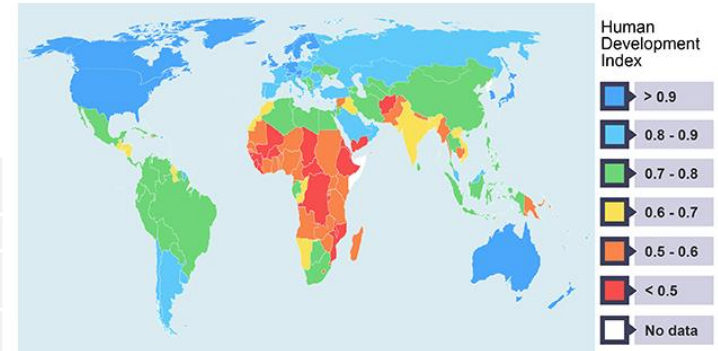 Human
Development
Index
> 0.9
0.8 - 0.9
0.7 - 0.8
0.6 - 0.7
0.5 - 0.6
< 0.5
No data